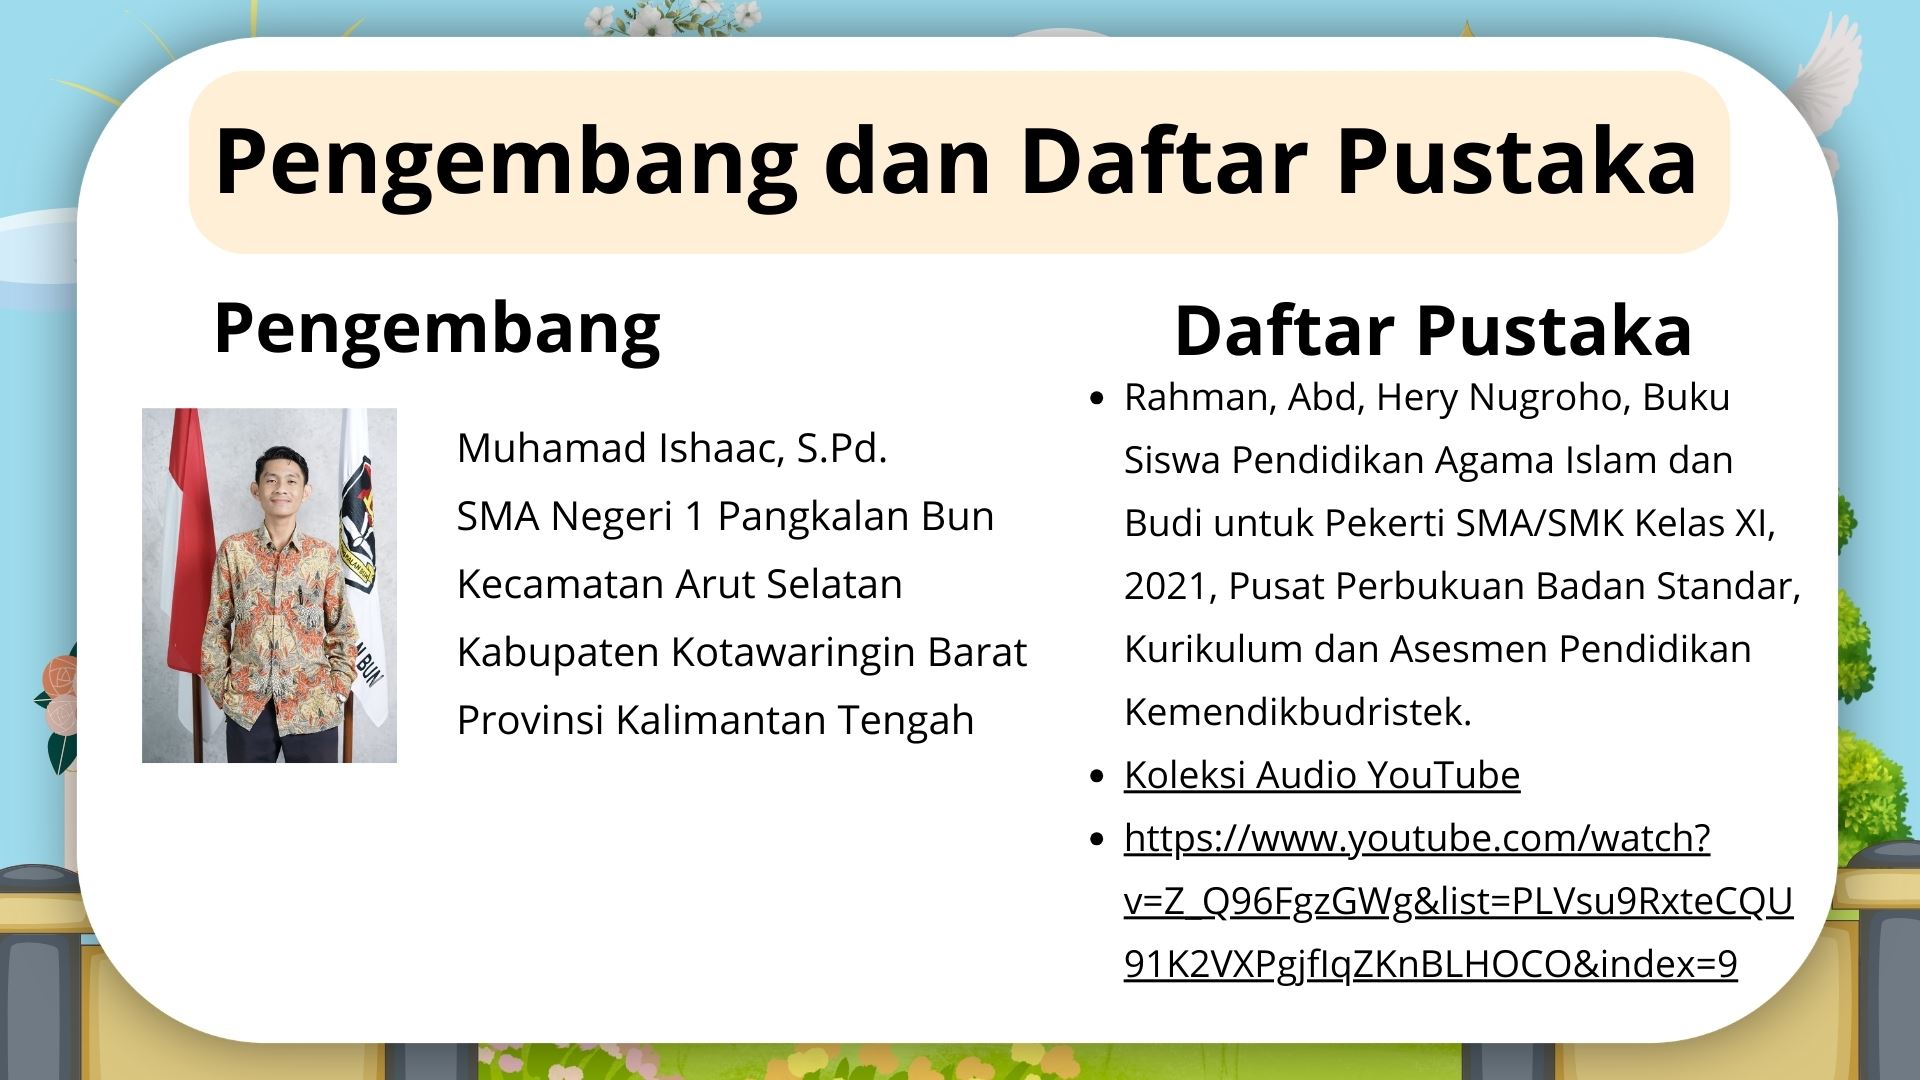 Pengembang dan Daftar Pustaka
Pengembang
Muhamad Ishaac, S.Pd.
SMA Negeri 1 Pangkalan Bun
Kecamatan Arut Selatan
Kabupaten Kotawaringin Barat
Provinsi Kalimantan Tengah
Daftar Pustaka
• Rahman, Abd, Hery Nugroho, Buku
Siswa Pendidikan Agama Islam dan
Budi untuk Pekerti SMA/SMK Kelas XI,
2021, Pusat Perbukuan Badan Standar,
Kurikulum dan Asesmen Pendidikan
Kemendikbudristek.
• Koleksi Audio YouTube
• https://www.youtube.com/watch?
v=Z_Q96FgzGWg&list=PLVsu9RxteCQU
91K2VXPgjfIqZKnBLHOCO&index=9